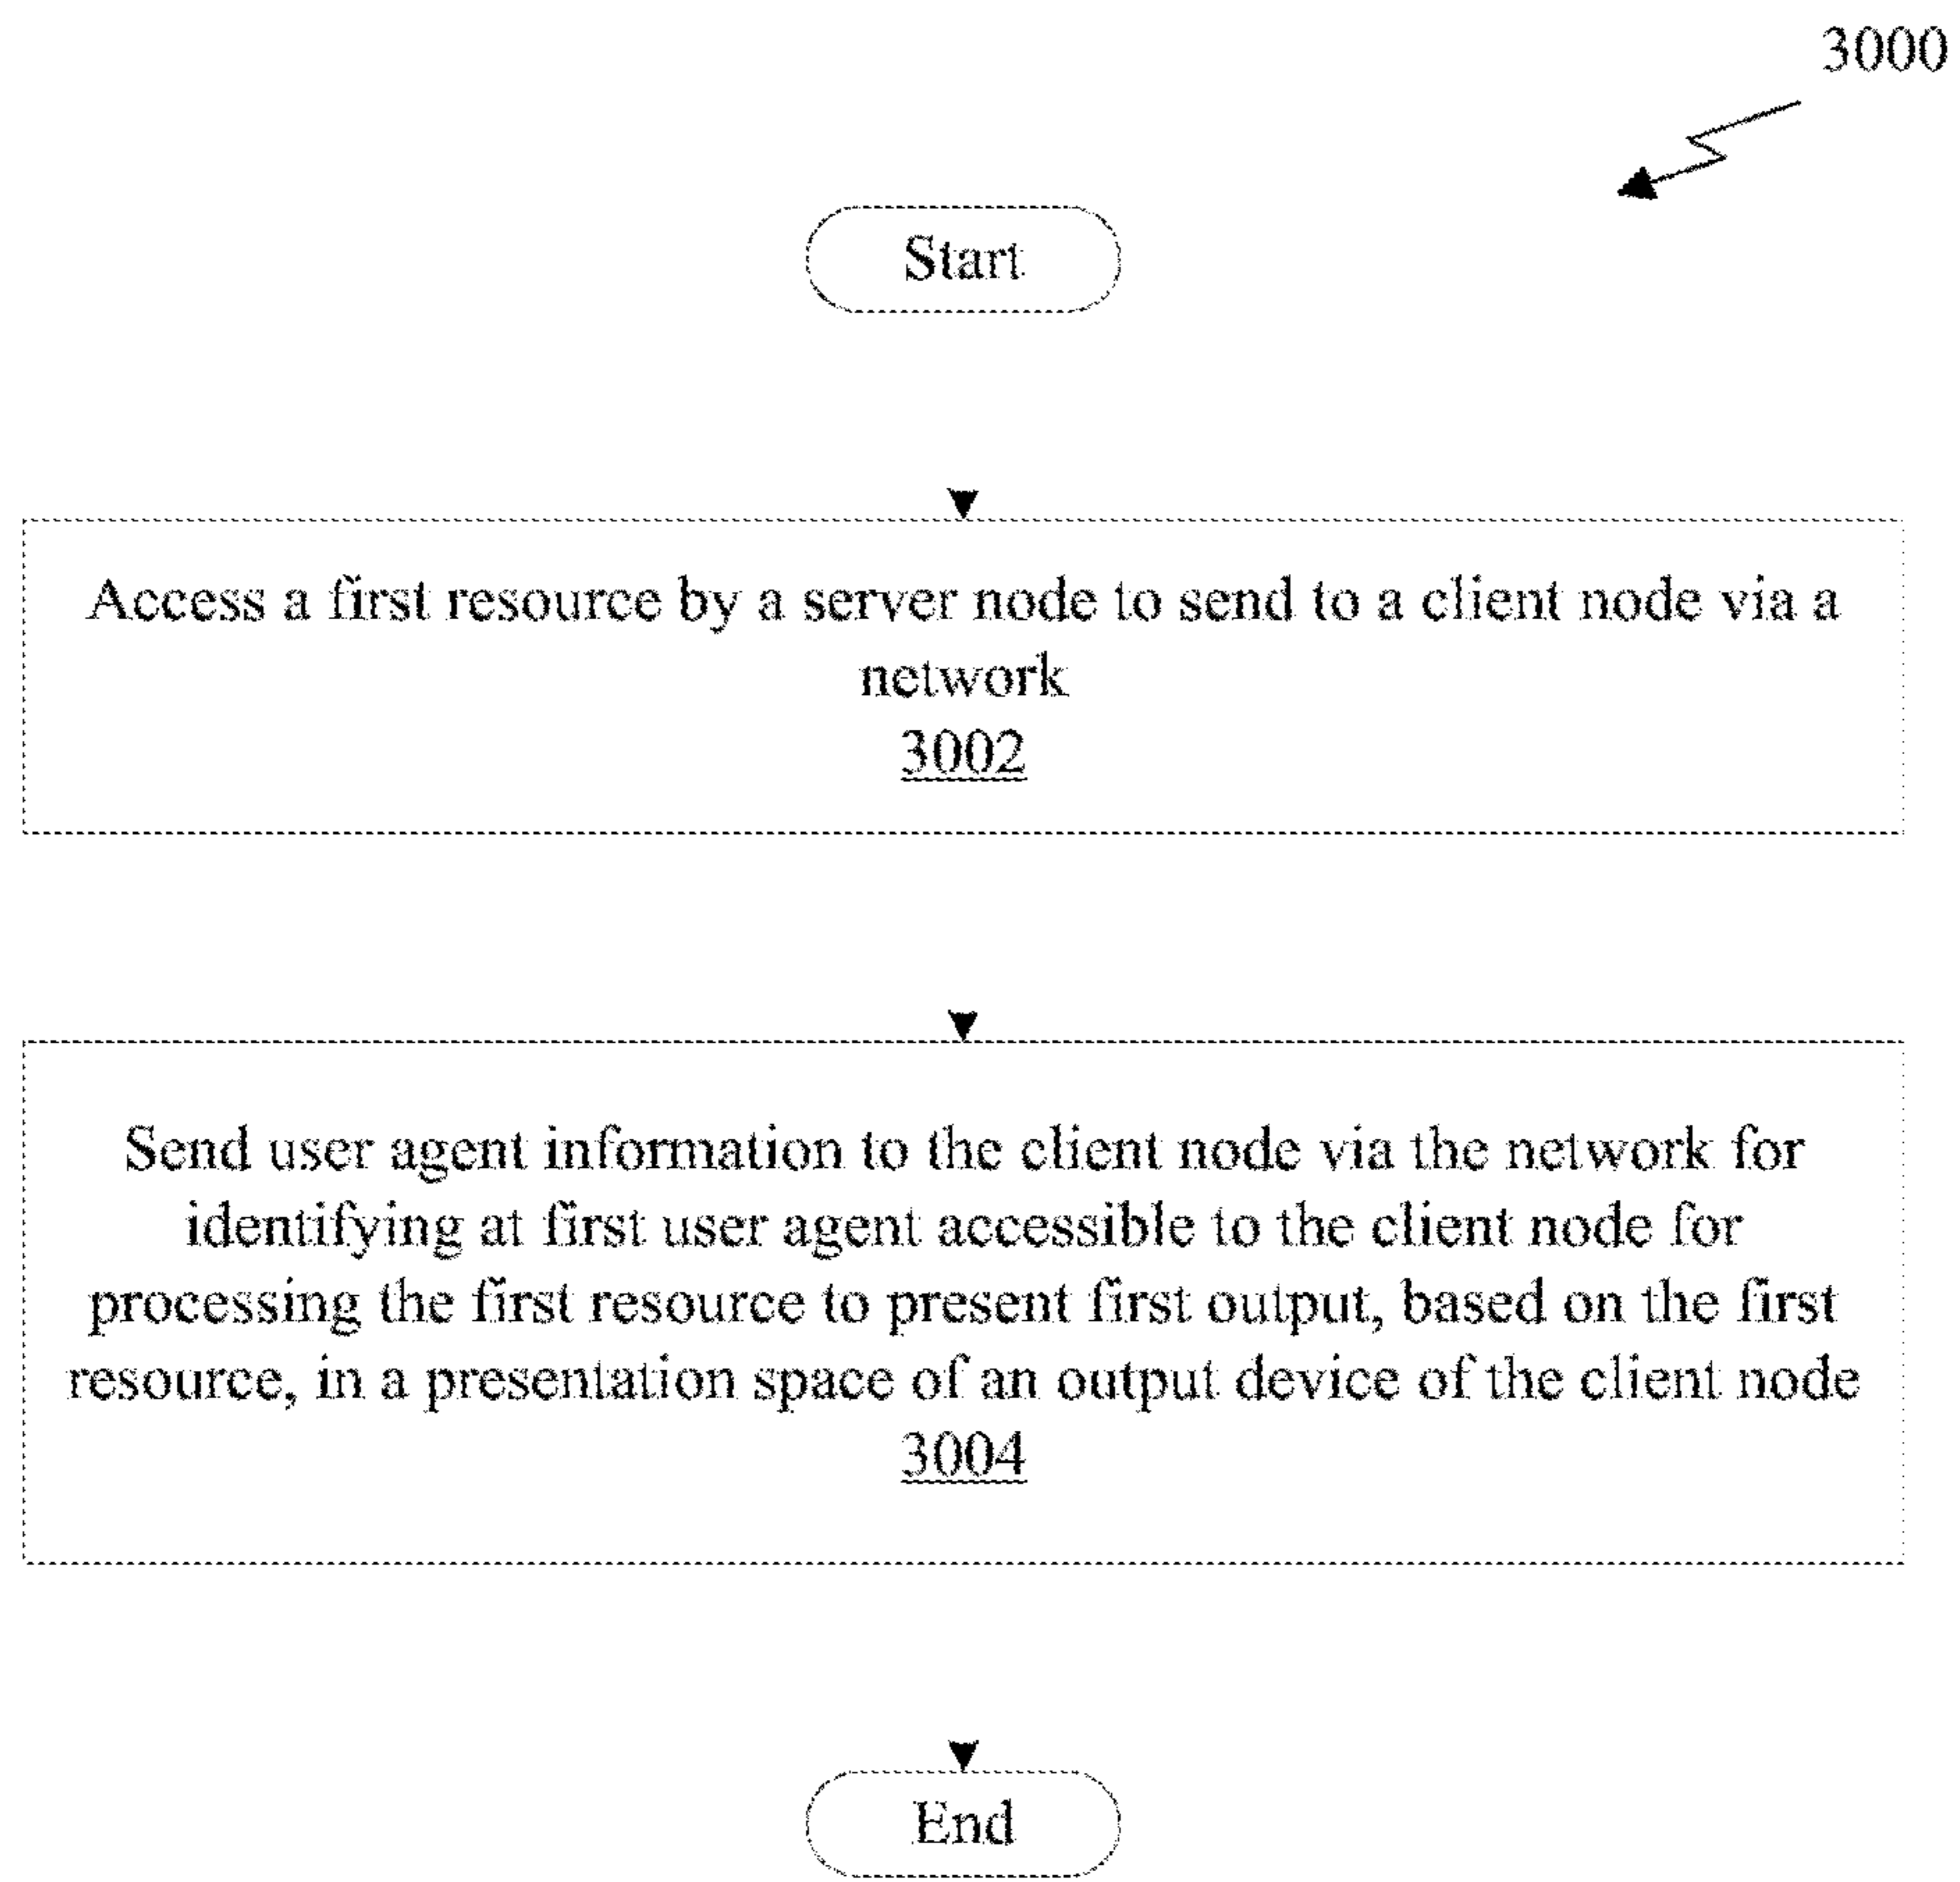 3000
Start
Access a first resource by a server node to send to a client node via a
network
3002
Send user agent information to the client node via the network for
identifying at first user agent accessible to the client node for
processing the first resource to present first output, based on the first
resource, in a presentation space of an output device of the client node
3004
End